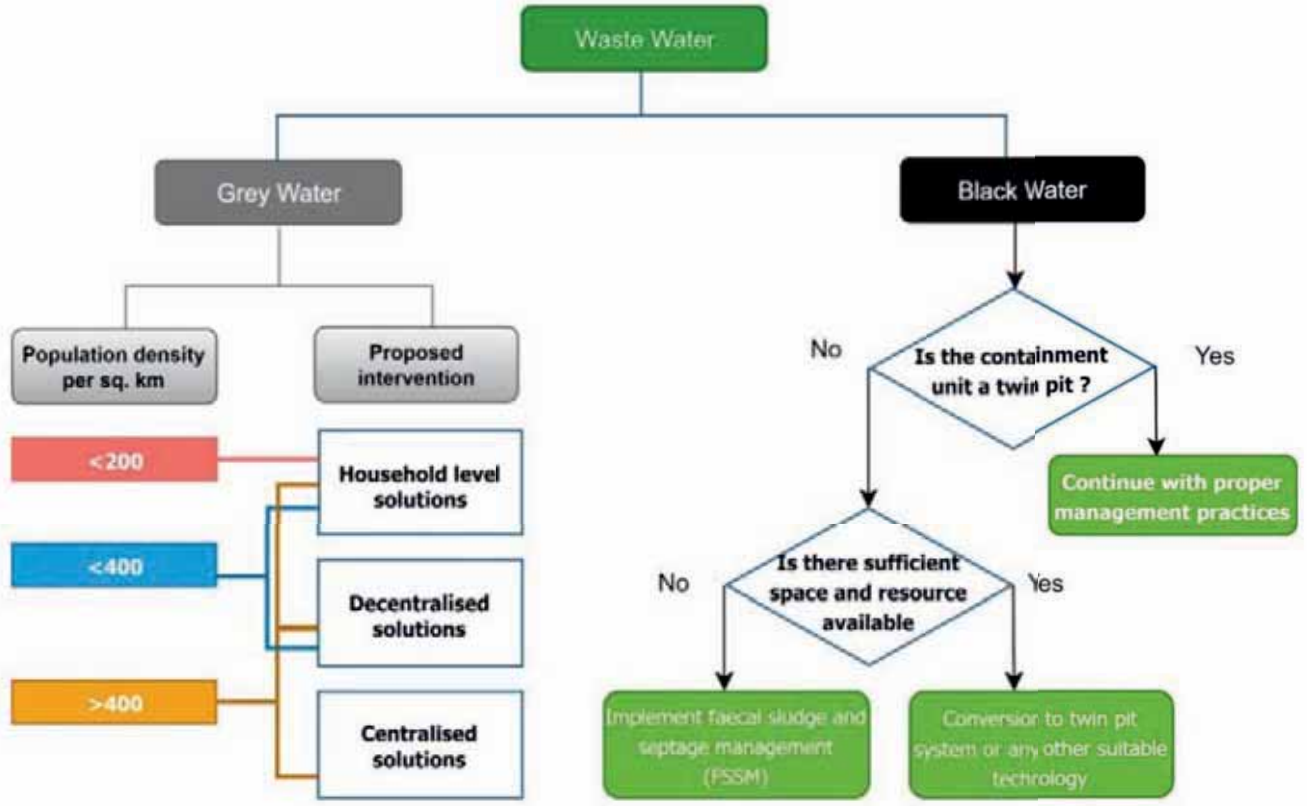 Waste Water
Grey Water
Black Water
Population density
per sq. km
Proposed
intervention
<200
<400
>400
Household level
solutions
Decentralised
solutions
Centralised
solutions
No
Is the containment
unit a twin pit ?
Yes
Continue with proper
management practices
No
Is there sufficient
space and resource
available
Yes
Implement faecal sludge and
septage management
(FSSM)
Conversion to twin pit
system or any other suitable
technology